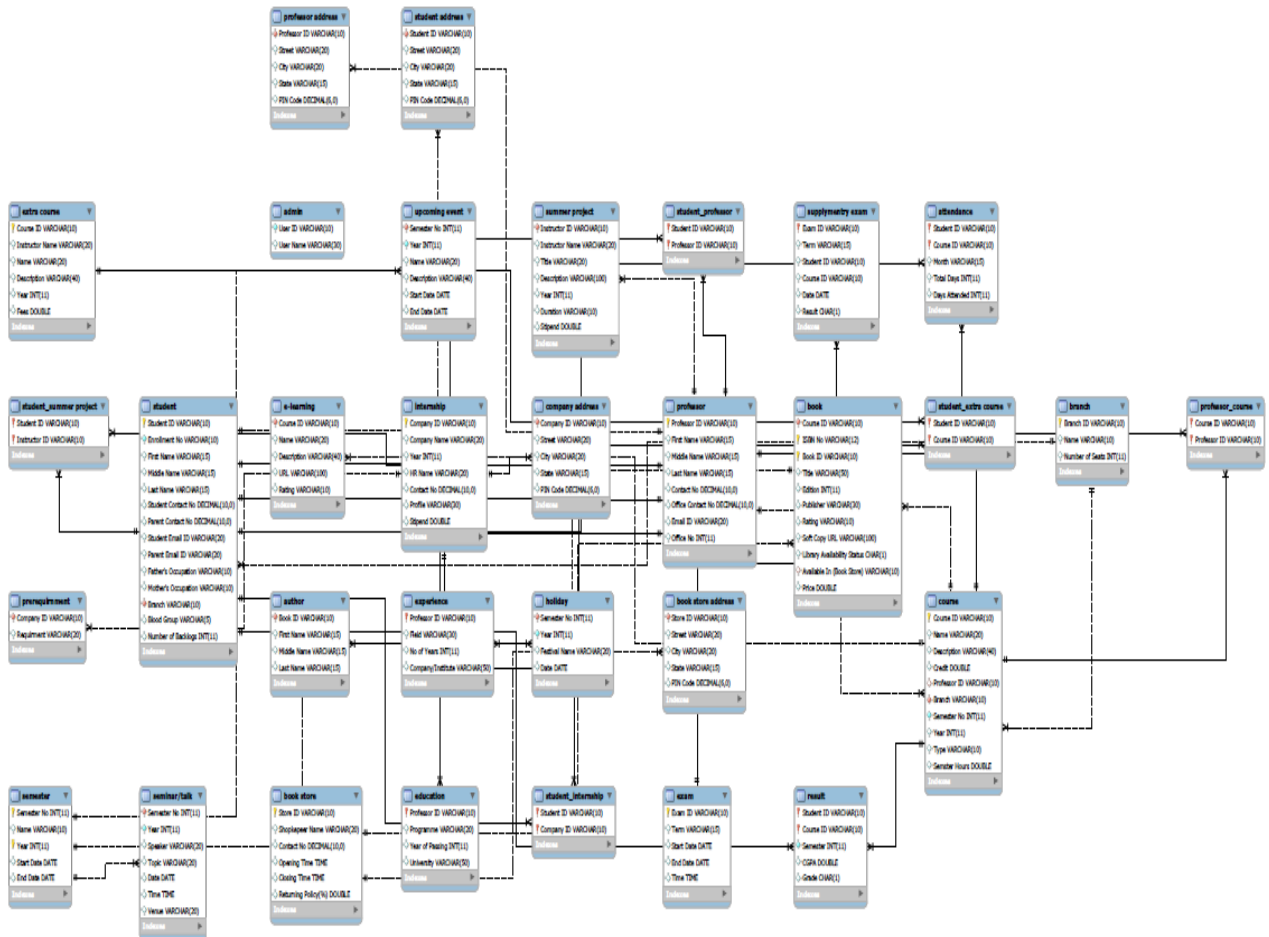 professor address
Professor ID VARCHAR(10)
Street VARCHAR(20)
City VARCHAR(20)
State VARCHAR(15)
PIN Code DECIMAL(6,0)
Indexes
student address
Student ID VARCHAR(10)
Street VARCHAR(20)
City VARCHAR(20)
State VARCHAR(15)
PIN Code DECIMAL(6,0)
Indexes
extra course
Course ID VARCHAR(10)
Instructor Name VARCHAR(20)
Name VARCHAR(20)
Description VARCHAR(40)
Year INT(11)
Fees DOUBLE
Indexes
admin
User ID VARCHAR(10)
User Name VARCHAR(30)
upcoming event
Semester No INT(11)
Year INT(11)
Name VARCHAR(20)
Description VARCHAR(40)
Start Date DATE
End Date DATE
Indexes
summer project
Instructor ID VARCHAR(10)
Instructor Name VARCHAR(20)
Title VARCHAR(20)
Description VARCHAR(100)
Year INT(11)
Duration VARCHAR(10)
Stipend DOUBLE
Indexes
student_professor
Student ID VARCHAR(10)
Professor ID VARCHAR(10)
Indexes
supplymentry exam
Exam ID VARCHAR(10)
Term VARCHAR(15)
Student ID VARCHAR(10)
Course ID VARCHAR(10)
Date DATE
Result CHAR(1)
Indexes
attendance
Student ID VARCHAR(10)
Course ID VARCHAR(10)
Month VARCHAR(15)
Total Days INT(11)
Days Attended INT(11)
Indexes
student_summer project
Student ID VARCHAR(10)
Instructor ID VARCHAR(10)
Indexes
student
Student ID VARCHAR(10)
Enrollment No VARCHAR(10)
First Name VARCHAR(15)
Middle Name VARCHAR(15)
Last Name VARCHAR(15)
Student Contact No DECIMAL(10,0)
Parent Contact No DECIMAL(10,0)
Student Email ID VARCHAR(20)
Parent Email ID VARCHAR(20)
Father's Occupation VARCHAR(10)
Mother's Occupation VARCHAR(10)
Branch VARCHAR(10)
Blood Group VARCHAR(5)
Number of Backlogs INT(11)
Indexes
e-learning
Course ID VARCHAR(10)
Name VARCHAR(20)
Description VARCHAR(40)
URL VARCHAR(100)
Rating VARCHAR(10)
Indexes
internship
Company ID VARCHAR(10)
Company Name VARCHAR(20)
Year INT(11)
HR Name VARCHAR(20)
Contact No DECIMAL(10,0)
Profile VARCHAR(30)
Stipend DOUBLE
Indexes
company address
Company ID VARCHAR(10)
Street VARCHAR(20)
City VARCHAR(20)
State VARCHAR(15)
PIN Code DECIMAL(6,0)
Indexes
professor
Professor ID VARCHAR(10)
First Name VARCHAR(15)
Middle Name VARCHAR(15)
Last Name VARCHAR(15)
Contact No DECIMAL(10,0)
Office Contact No DECIMAL(10,0)
Email ID VARCHAR(20)
Office No INT(11)
Indexes
book
Course ID VARCHAR(10)
ISBN No VARCHAR(12)
Book ID VARCHAR(10)
Title VARCHAR(50)
Edition INT(11)
Publisher VARCHAR(30)
Rating VARCHAR(10)
Soft Copy URL VARCHAR(100)
Library Availability Status CHAR(1)
Available In (Book Store) VARCHAR(10)
Price DOUBLE
Indexes
student_extra course
Student ID VARCHAR(10)
Course ID VARCHAR(10)
Indexes
branch
Branch ID VARCHAR(10)
Name VARCHAR(10)
Number of Seats INT(11)
Indexes
professor_course
Course ID VARCHAR(10)
Professor ID VARCHAR(10)
Indexes
prerequirnment
Company ID VARCHAR(10)
Requirment VARCHAR(20)
Indexes
author
Book ID VARCHAR(10)
First Name VARCHAR(15)
Middle Name VARCHAR(15)
Last Name VARCHAR(15)
Indexes
experience
Professor ID VARCHAR(10)
Field VARCHAR(30)
No of Years INT(11)
Company/Institute VARCHAR(50)
Indexes
holiday
Semester No INT(11)
Year INT(11)
Festival Name VARCHAR(20)
Date DATE
Indexes
book store address
Store ID VARCHAR(10)
Street VARCHAR(20)
City VARCHAR(20)
State VARCHAR(15)
PIN Code DECIMAL(6,0)
Indexes
course
Course ID VARCHAR(10)
Name VARCHAR(20)
Description VARCHAR(40)
Credit DOUBLE
Professor ID VARCHAR(10)
Branch VARCHAR(10)
Semester No INT(11)
Year INT(11)
Type VARCHAR(10)
Semster Hours DOUBLE
Indexes
semester
Semester No INT(11)
Name VARCHAR(10)
Year INT(11)
Start Date DATE
End Date DATE
Indexes
seminar/talk
Semester No INT(11)
Year INT(11)
Speaker VARCHAR(20)
Topic VARCHAR(20)
Date DATE
Time TIME
Venue VARCHAR(20)
Indexes
book store
Store ID VARCHAR(10)
Shopkepeer Name VARCHAR(20)
Contact No DECIMAL(10,0)
Opening Time TIME
Closing Time TIME
Returning Policy(%) DOUBLE
Indexes
education
Professor ID VARCHAR(10)
Programme VARCHAR(20)
Year of Passing INT(11)
University VARCHAR(50)
Indexes
student_internship
Student ID VARCHAR(10)
Company ID VARCHAR(10)
Indexes
exam
Exam ID VARCHAR(10)
Term VARCHAR(15)
Start Date DATE
End Date DATE
Time TIME
Indexes
result
Student ID VARCHAR(10)
Course ID VARCHAR(10)
Semester INT(11)
CGPA DOUBLE
Grade CHAR(1)
Indexes